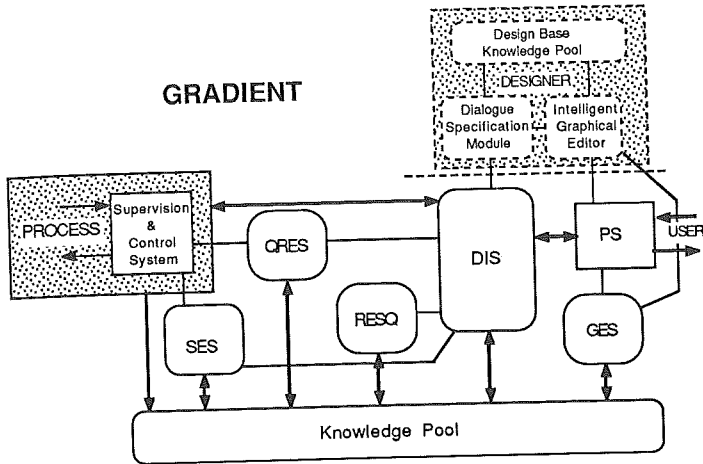 Design Base
Knowledge Pool
DESIGNER
GRADIENT
Dialogue
Specification
Module
Intelligent
Graphical
Editor
PROCESS
Supervision
&
Control
System
QRES
DIS
PS
USER
SES
RESQ
GES
Knowledge Pool